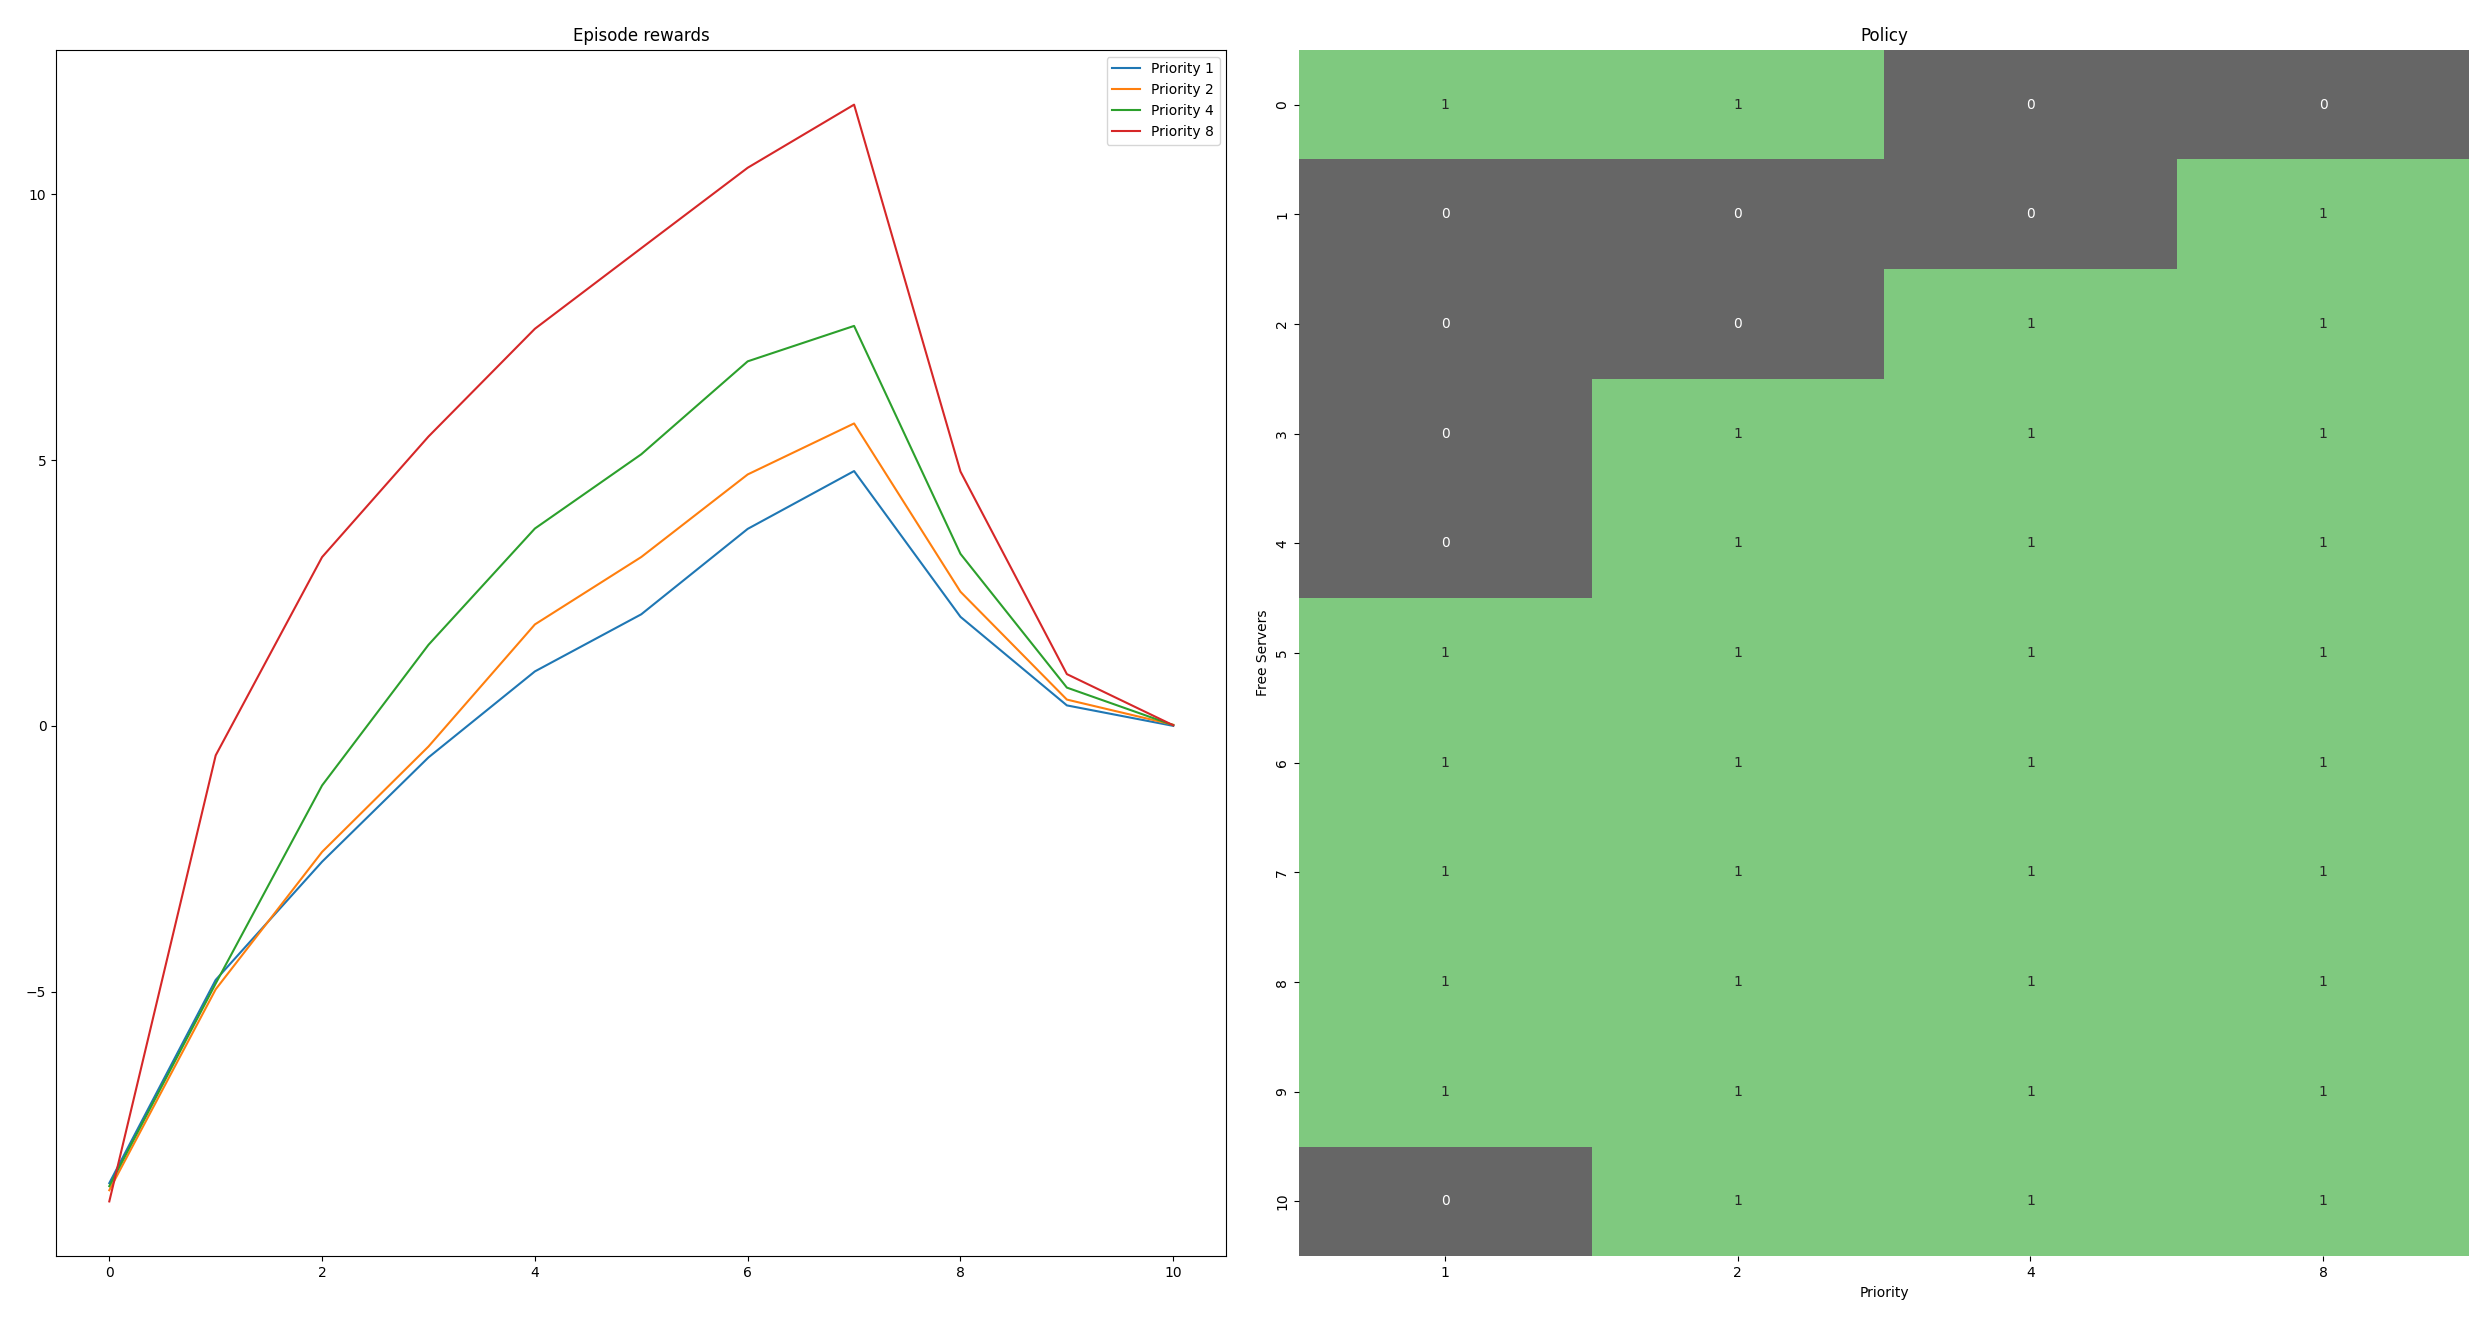 Episode rewards
Priority 1
Priority 2
Priority 4
Priority 8
10
5
0
−5
0 2 4 6 8 10
Policy
Free Servers
0 1 1 0 0
1 0 0 0 1
2 0 0 1 1
3 0 1 1 1
4 0 1 1 1
5 1 1 1 1
6 1 1 1 1
7 1 1 1 1
8 1 1 1 1
9 1 1 1 1
10 0 1 1 1
1 2 4 8
Priority